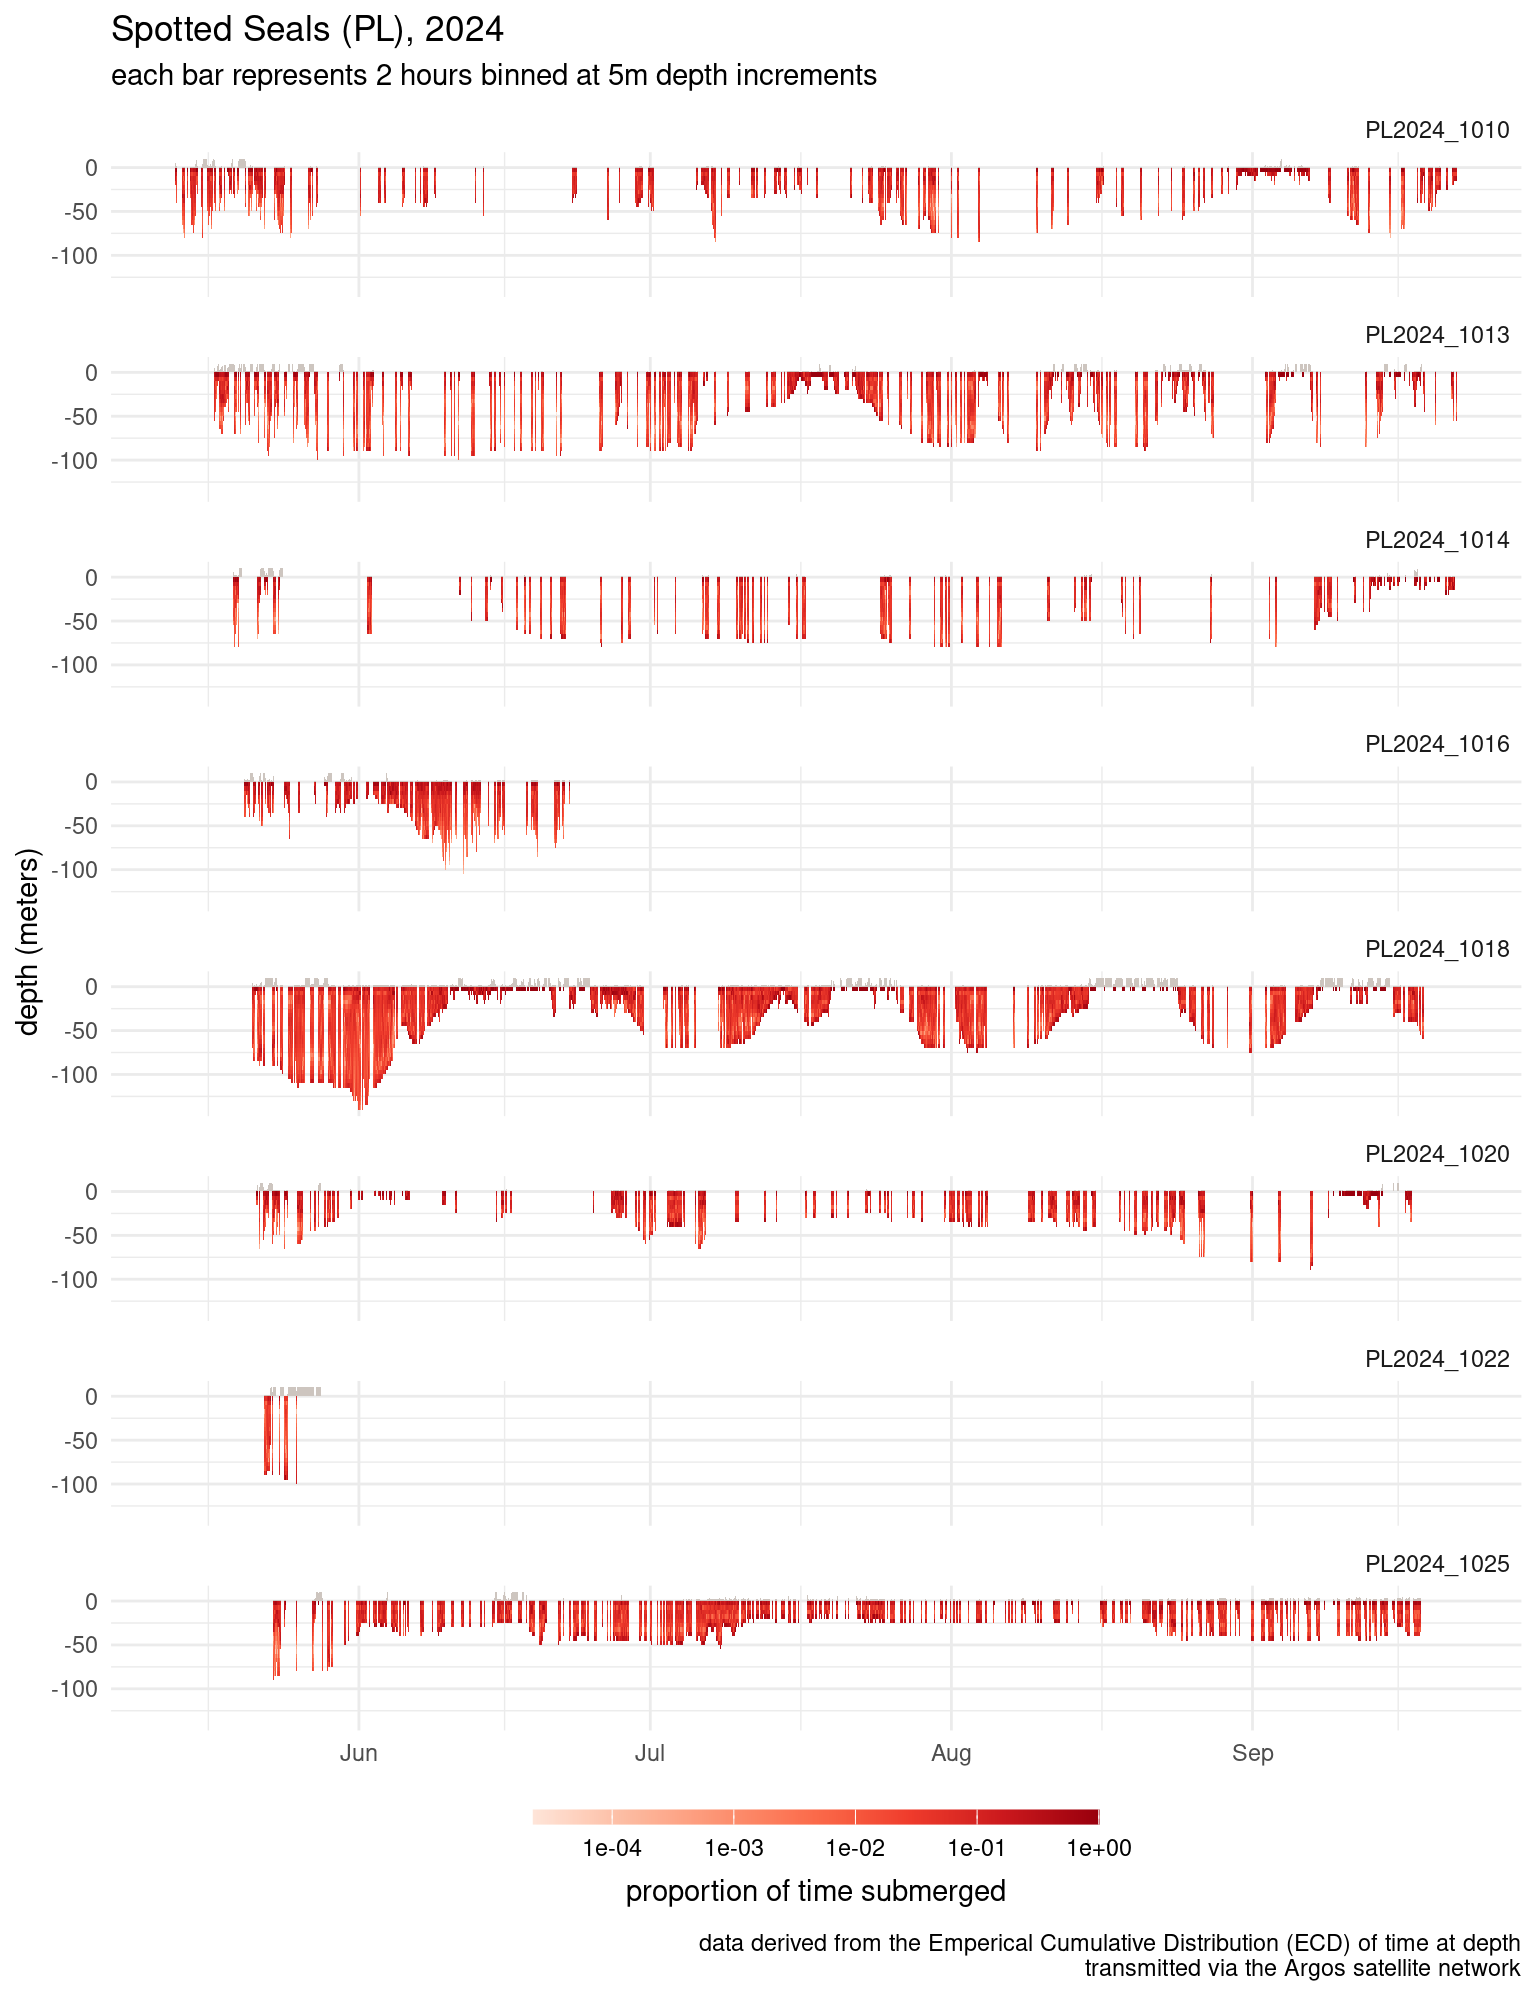 Spotted Seals (PL), 2024
each bar represents 2 hours binned at 5m depth increments
PL2024_1010
0
-50
-100
PL2024_1013
0
-50
-100
PL2024_1014
0
-50
-100
PL2024_1016
0
-50
-100
depth (meters)
PL2024_1018
0
-50
-100
PL2024_1020
0
-50
-100
PL2024_1022
0
-50
-100
PL2024_1025
0
-50
-100
Jun Jul Aug Sep
1e-04 1e-03 1e-02 1e-01 1e+00
proportion of time submerged
data derived from the Emperical Cumulative Distribution (ECD) of time at depth
transmitted via the Argos satellite network